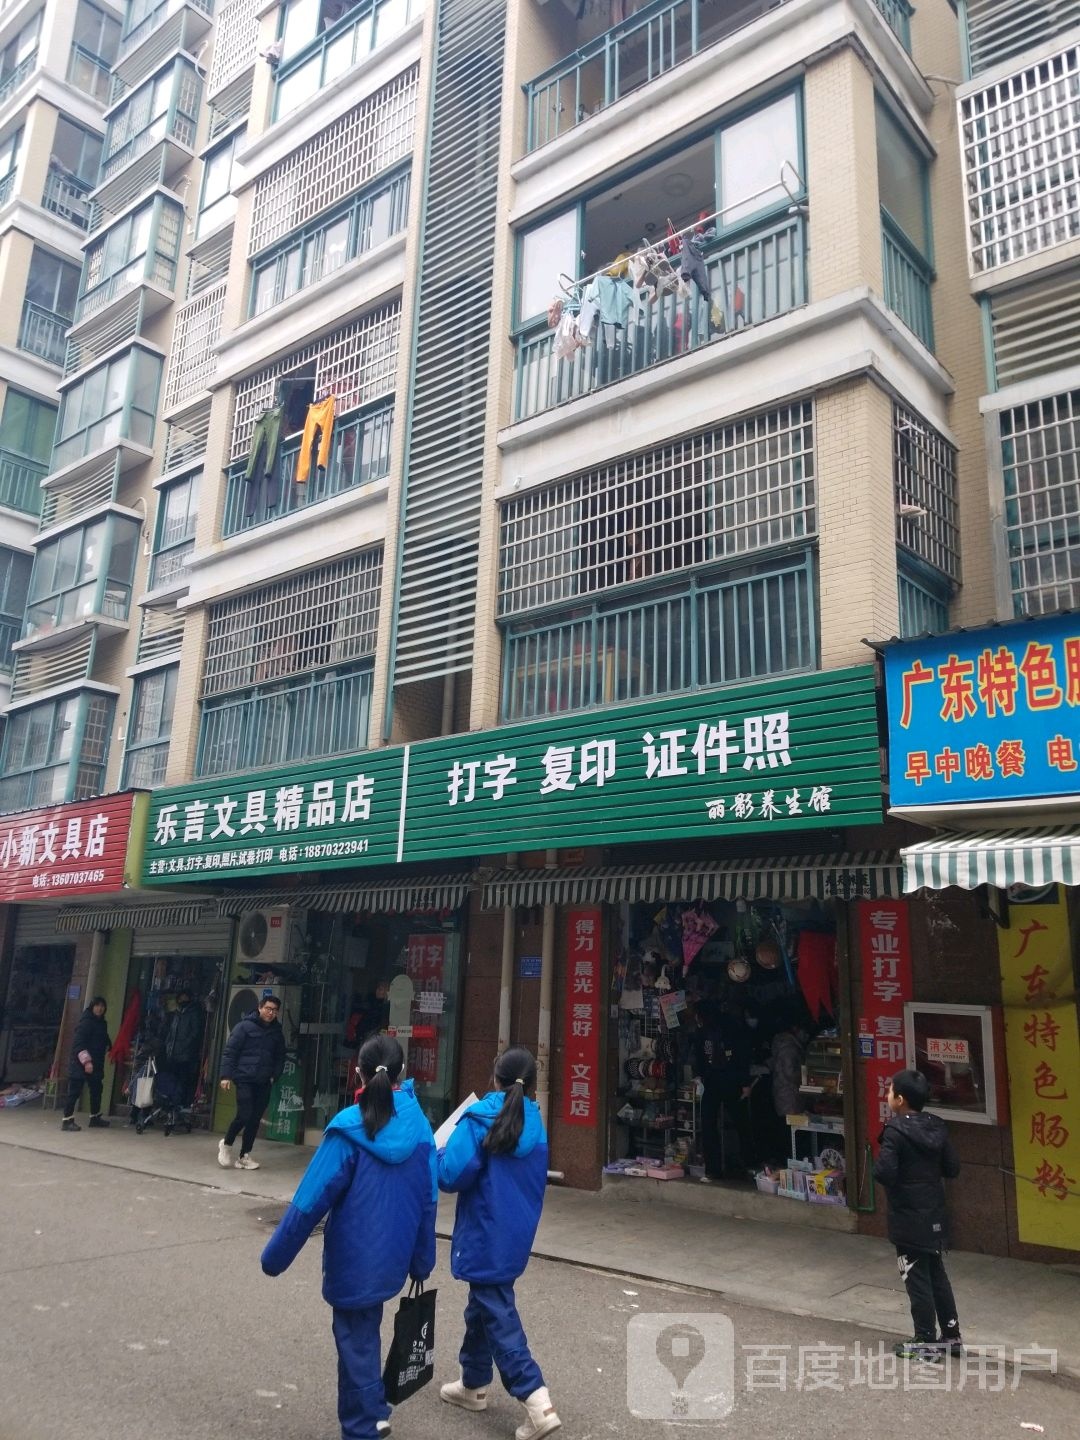 小新文具店
电话:13607037465
乐言文具精品店
主营:文具,打字,复印,照片,试卷打印 电话:18870323941
打字 复印 证件照
丽影养生馆
广东特色肠
早中晚餐 电
得力 晨光 爱好·文具店
专业打字 复印
消火栓
FIRE HYDRANT
广东特色肠粉
打字
百度地图用户